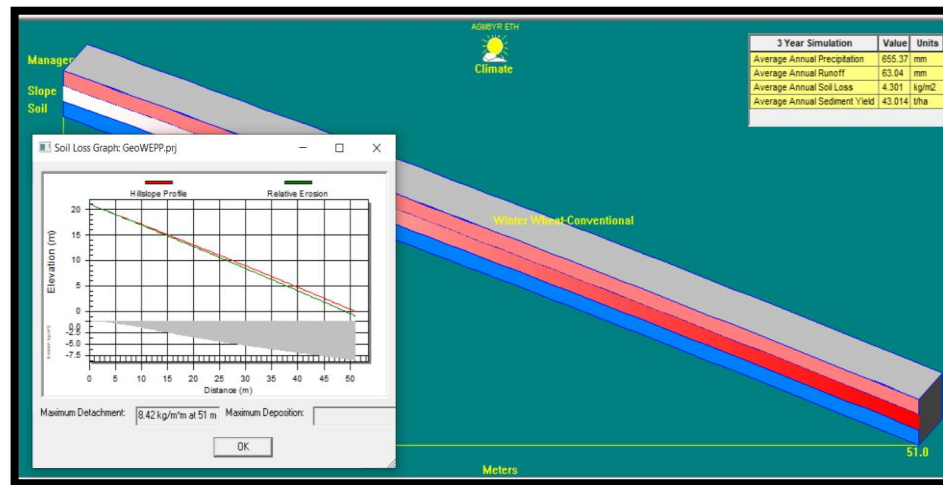 AGM5YR ETH
Climate
3 Year Simulation Value Units
Average Annual Precipitation 655.37 mm
Average Annual Runoff 63.04 mm
Average Annual Soil Loss 4.301 kg/m2
Average Annual Sediment Yield 43.014 t/ha
Manager
Slope
Soil
Winter Wheat-Conventional
Soil Loss Graph: GeoWEPP.prj
Hillslope Profile Relative Erosion
Elevation (m)
20
15
10
5
0
0.0
-2.5
-5.0
-7.5
0 5 10 15 20 25 30 35 40 45 50
Distance (m)
Maximum Detachment: 8.42 kg/m*m at 51 m Maximum Deposition:
OK
51.0
Meters